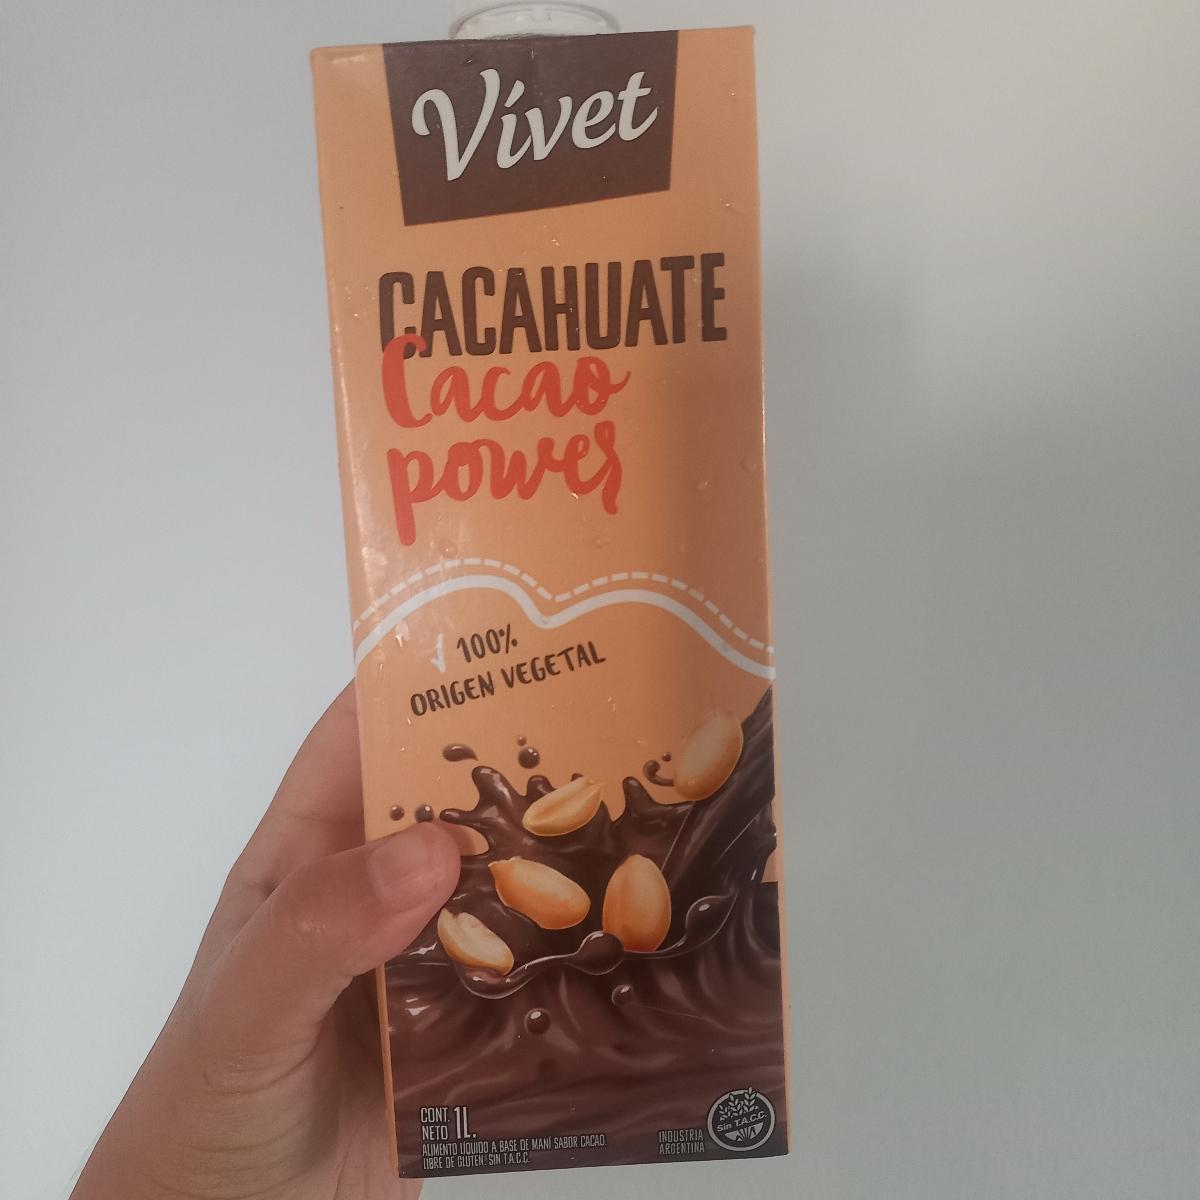 Vívet
CACAHUATE
Cacao
power
√ 100%
ORIGEN VEGETAL
CONT.
NETO 1L.
ALIMENTO LÍQUIDO A BASE DE MANÍ SABOR CACAO.
LIBRE DE GLUTEN. SIN T.A.C.C.
INDUSTRIA
ARGENTINA
Sin T.A.C.C.